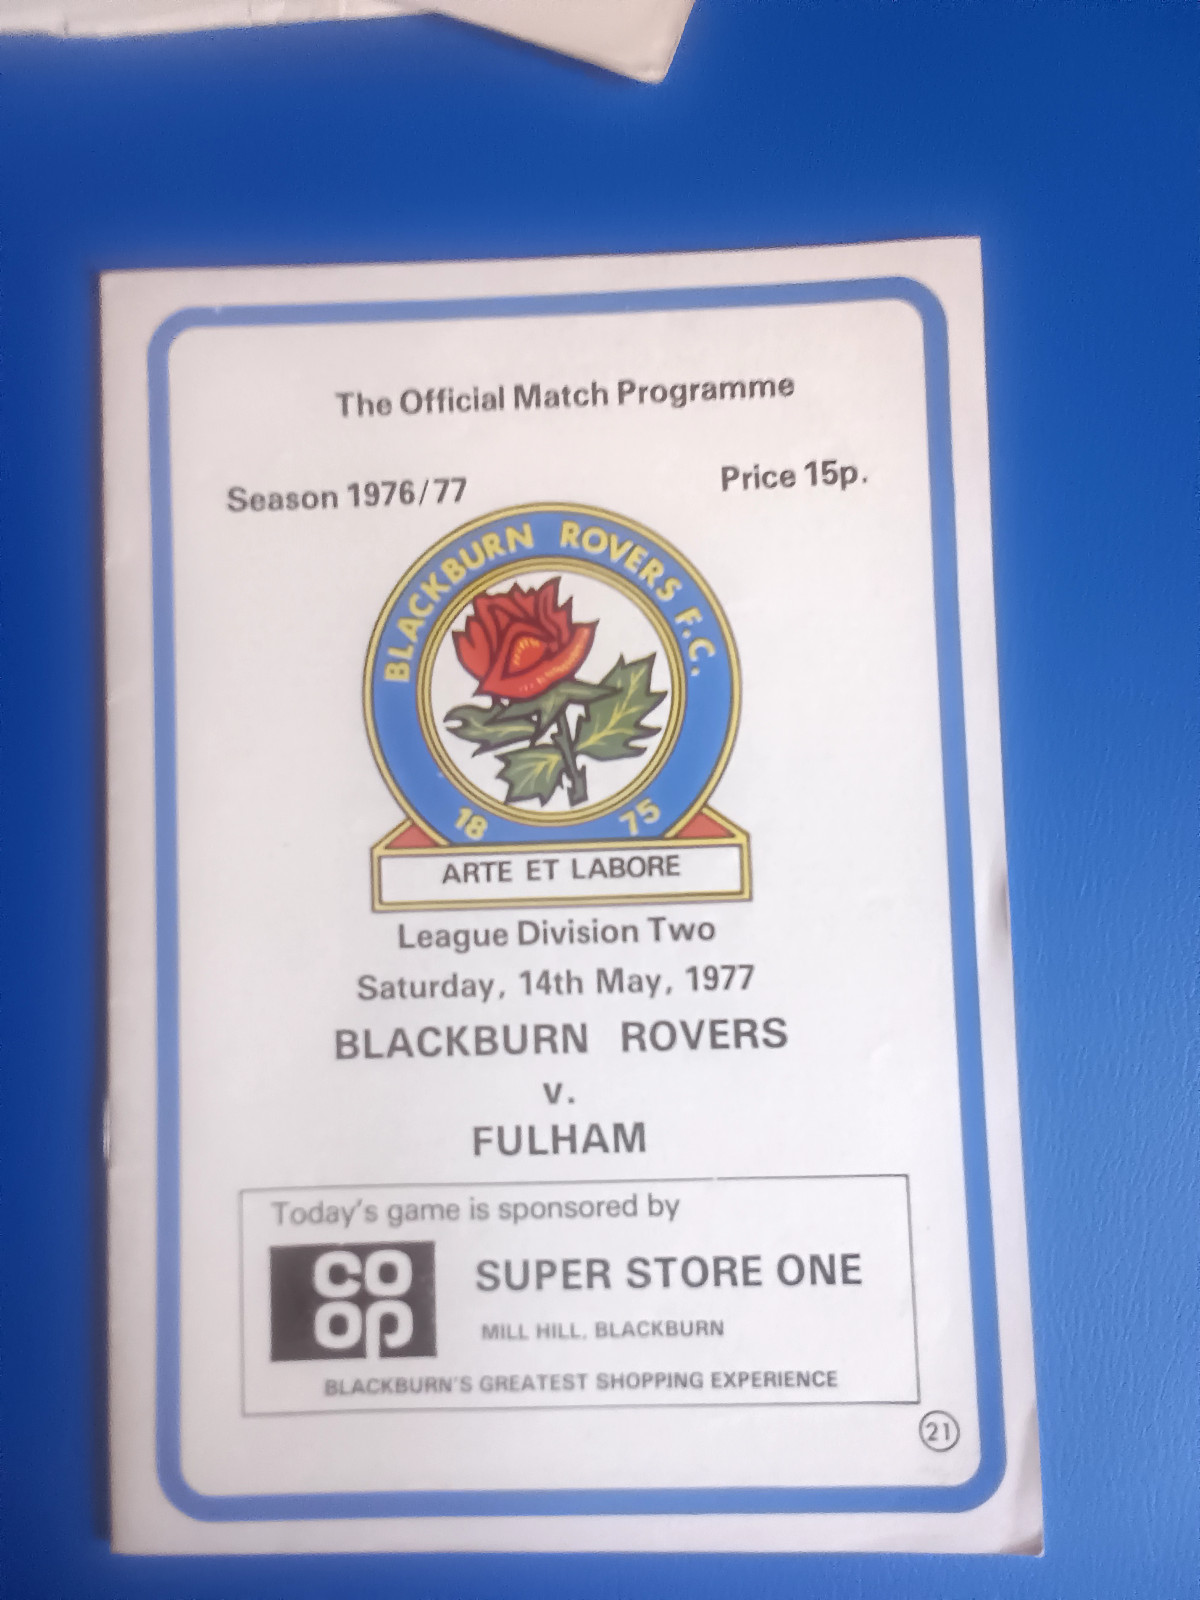 The Official Match Programme
Season 1976/77
Price 15p.
BLACKBURN ROVERS F.C.
18 75
ARTE ET LABORE
League Division Two
Saturday, 14th May, 1977
BLACKBURN ROVERS
v.
FULHAM
Today's game is sponsored by
CO
OP
SUPER STORE ONE
MILL HILL, BLACKBURN
BLACKBURN'S GREATEST SHOPPING EXPERIENCE
21